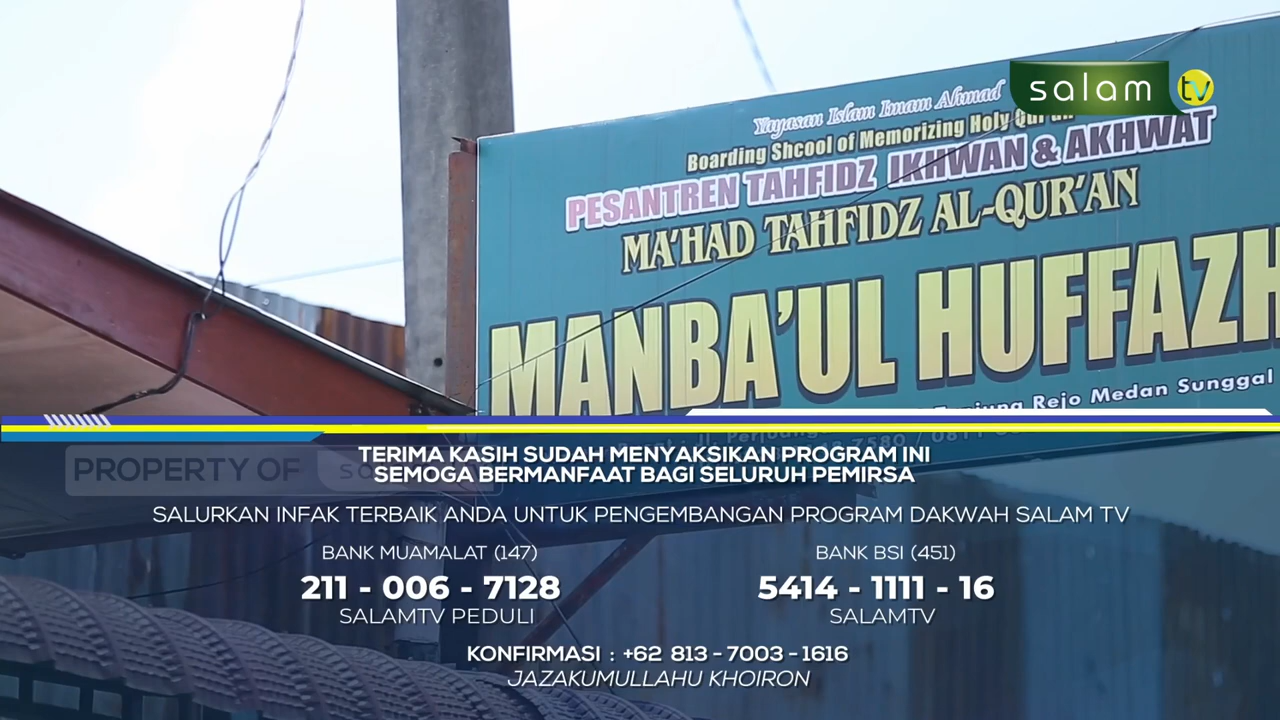 salam tv
Yayasan Islam Imam Ahmad
Boarding Shcool of Memorizing Holy Qur'an
PESANTREN TAHFIDZ IKHWAN & AKHWAT
MA'HAD TAHFIDZ AL-QUR'AN
MANBA'UL HUFFAZH
Tanjung Rejo Medan Sunggal
7580 / 0811
PROPERTY OF
TERIMA KASIH SUDAH MENYAKSIKAN PROGRAM INI
SEMOGA BERMANFAAT BAGI SELURUH PEMIRSA
SALURKAN INFAK TERBAIK ANDA UNTUK PENGEMBANGAN PROGRAM DAKWAH SALAM TV
BANK MUAMALAT (147)
211 - 006 - 7128
SALAMTV PEDULI
BANK BSI (451)
5414 - 1111 - 16
SALAMTV
KONFIRMASI : +62 813 - 7003 - 1616
JAZAKUMULLAHU KHOIRON